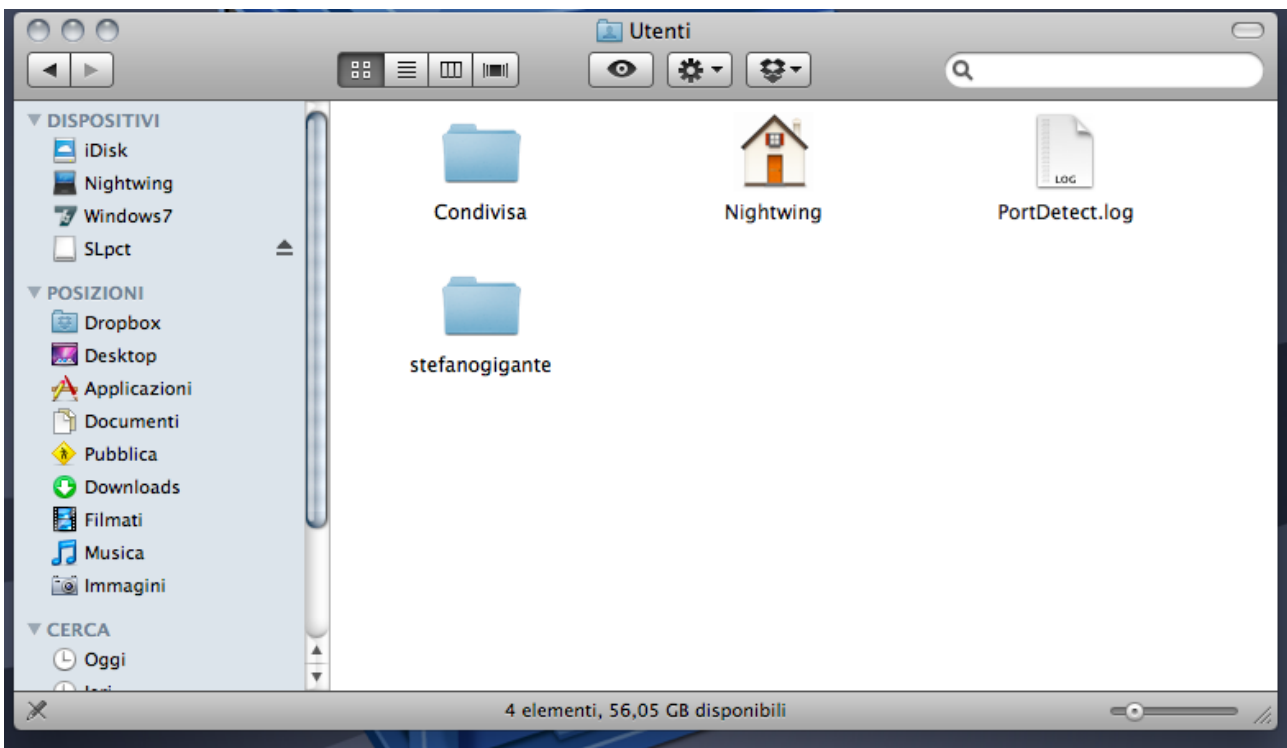 Utenti
DISPOSITIVI
iDisk
Nightwing
Windows7
SLpct
POSIZIONI
Dropbox
Desktop
Applicazioni
Documenti
Pubblica
Downloads
Filmati
Musica
Immagini
CERCA
Oggi
Condivisa
Nightwing
LOG
PortDetect.log
stefanogigante
4 elementi, 56,05 GB disponibili